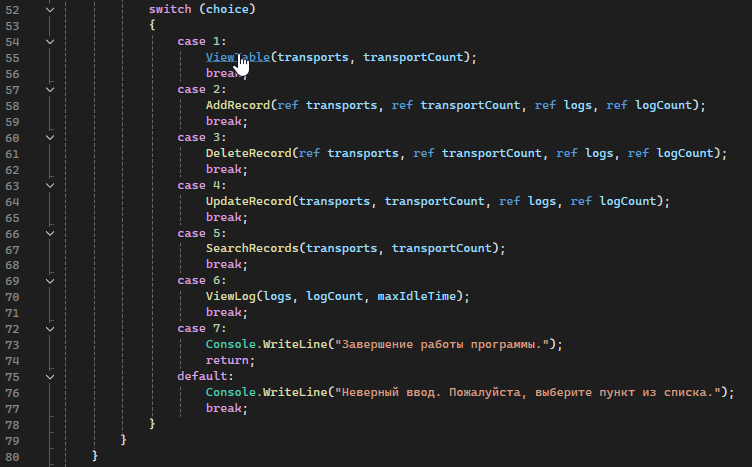 52 switch (choice)
53 {
54 case 1:
55 ViewTable(transports, transportCount);
56 break;
57 case 2:
58 AddRecord(ref transports, ref transportCount, ref logs, ref logCount);
59 break;
60 case 3:
61 DeleteRecord(ref transports, ref transportCount, ref logs, ref logCount);
62 break;
63 case 4:
64 UpdateRecord(transports, transportCount, ref logs, ref logCount);
65 break;
66 case 5:
67 SearchRecords(transports, transportCount);
68 break;
69 case 6:
70 ViewLog(logs, logCount, maxIdleTime);
71 break;
72 case 7:
73 Console.WriteLine("Завершение работы программы.");
74 return;
75 default:
76 Console.WriteLine("Неверный ввод. Пожалуйста, выберите пункт из списка.");
77 break;
78 }
79 }
80 }